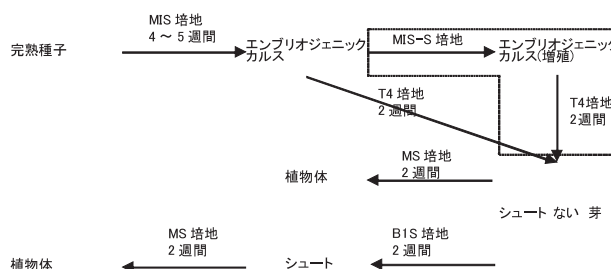 MIS 培地
4 ～ 5 週間
完熟種子
エンブリオジェニック
カルス
MIS-S 培地
エンブリオジェニック
カルス(増殖)
T4 培地
2 週間
T4培地
2週間
MS 培地
2 週間
植物体
シュート ない 芽
MS 培地
2 週間
B1S 培地
2 週間
植物体
シュート